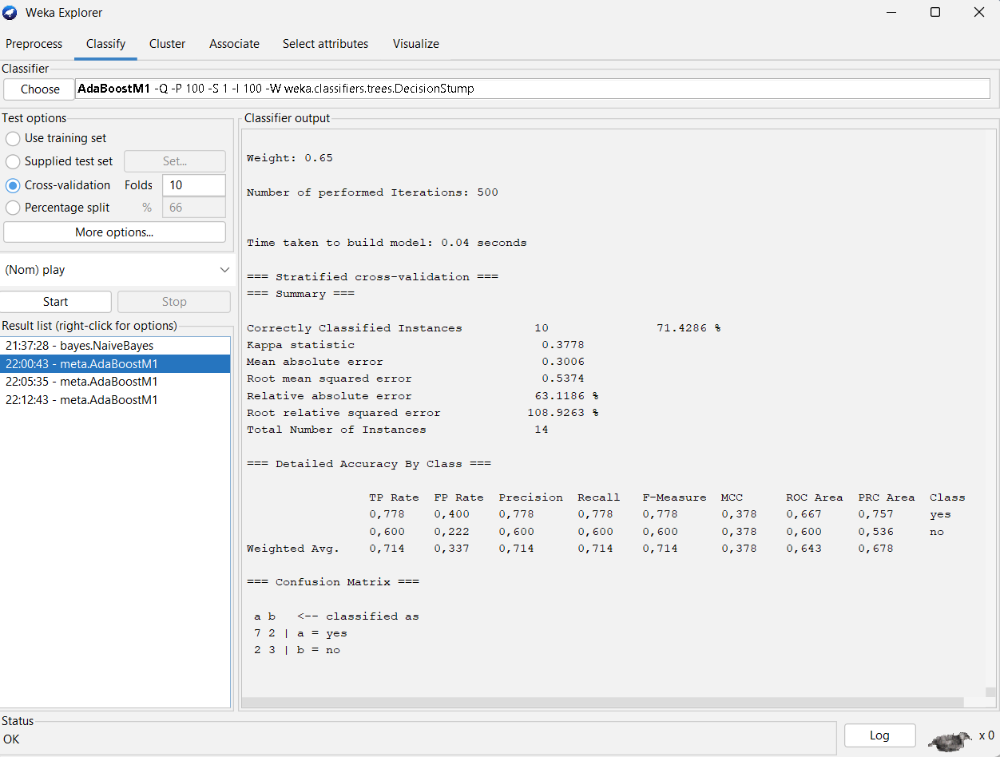 Weka Explorer
Preprocess Classify Cluster Associate Select attributes Visualize
Classifier
Choose AdaBoostM1 -Q -P 100 -S 1 -I 100 -W weka.classifiers.trees.DecisionStump
Test options
Use training set
Supplied test set Set...
Cross-validation Folds 10
Percentage split % 66
More options...
(Nom) play
Start Stop
Result list (right-click for options)
21:37:28 - bayes.NaiveBayes
22:00:43 - meta.AdaBoostM1
22:05:35 - meta.AdaBoostM1
22:12:43 - meta.AdaBoostM1
Classifier output
Weight: 0.65
Number of performed Iterations: 500
Time taken to build model: 0.04 seconds
=== Stratified cross-validation ===
=== Summary ===
Correctly Classified Instances 10 71.4286 %
Kappa statistic 0.3778
Mean absolute error 0.3006
Root mean squared error 0.5374
Relative absolute error 63.1186 %
Root relative squared error 108.9263 %
Total Number of Instances 14
=== Detailed Accuracy By Class ===
TP Rate FP Rate Precision Recall F-Measure MCC ROC Area PRC Area Class
0,778 0,400 0,778 0,778 0,778 0,378 0,667 0,757 yes
0,600 0,222 0,600 0,600 0,600 0,378 0,600 0,536 no
Weighted Avg. 0,714 0,337 0,714 0,714 0,714 0,378 0,643 0,678
=== Confusion Matrix ===
a b <-- classified as
7 2 | a = yes
2 3 | b = no
Status
OK
Log x 0